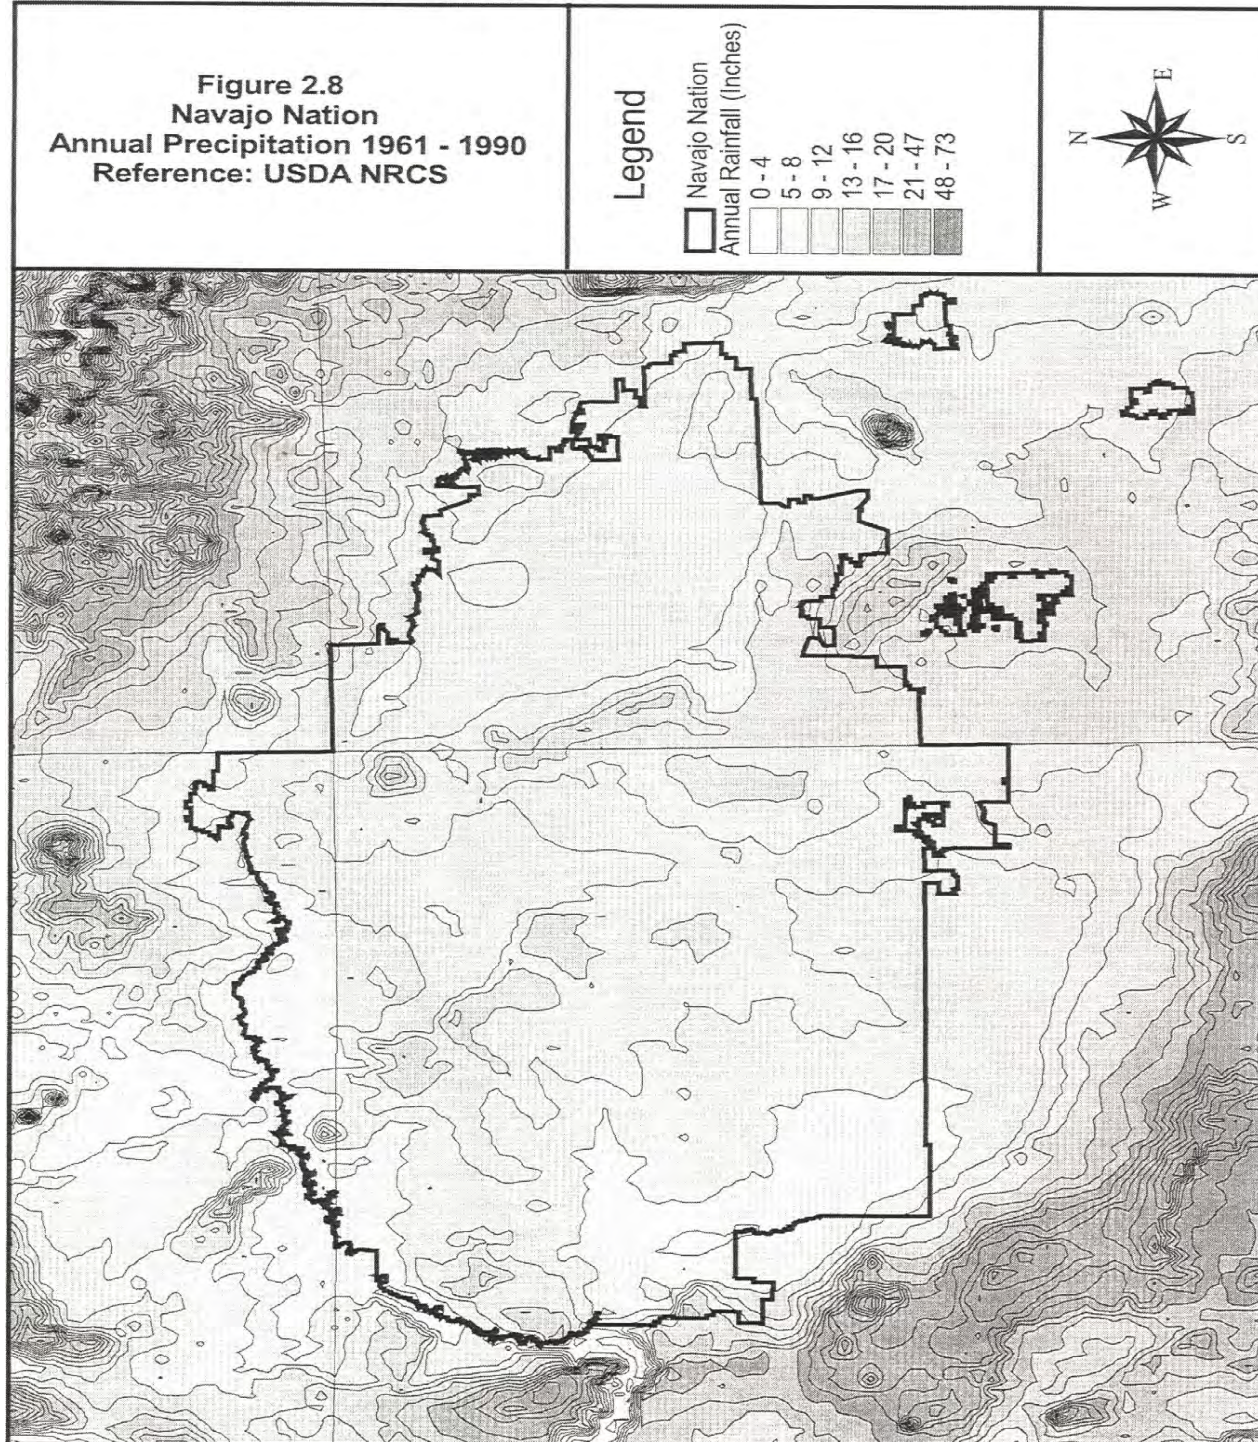 Figure 2.8
Navajo Nation
Annual Precipitation 1961 - 1990
Reference: USDA NRCS
Legend
Navajo Nation
Annual Rainfall (Inches)
0 - 4
5 - 8
9 - 12
13 - 16
17 - 20
21 - 47
48 - 73
N
E
S
W